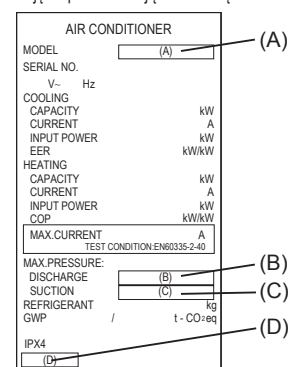 AIR CONDITIONER
MODEL (A) (A)
SERIAL NO.
V~ Hz
COOLING
CAPACITY kW
CURRENT A
INPUT POWER kW
EER kW/kW
HEATING
CAPACITY kW
CURRENT A
INPUT POWER kW
COP kW/kW
MAX.CURRENT A
TEST CONDITION:EN60335-2-40
MAX.PRESSURE:
DISCHARGE (B) (B)
SUCTION (C) (C)
REFRIGERANT kg
GWP / t - CO2eq
IPX4
(D) (D)